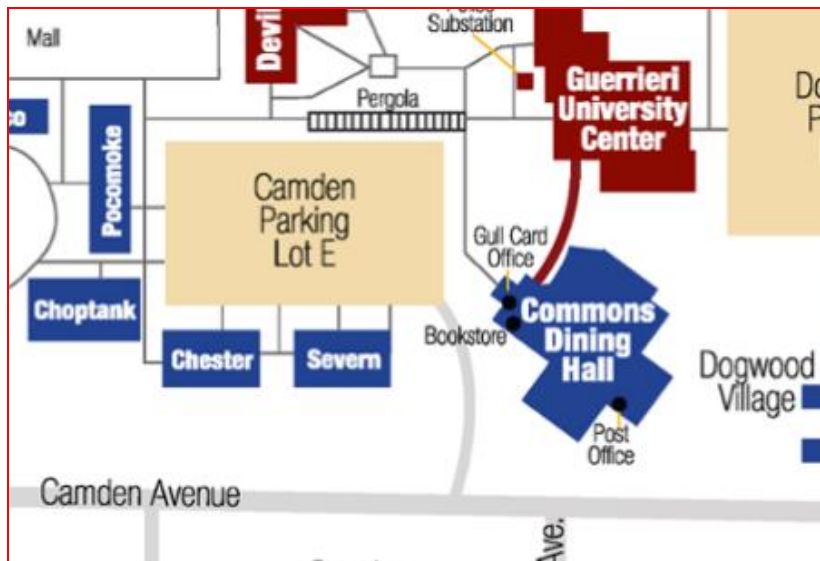 Mall
Substation
Devil
Guerrieri
University
Center
Pergola
co
Pocomoke
Camden
Parking
Lot E
Gull Card
Office
Choptank
Commons
Dining
Hall
Bookstore
Chester
Severn
Dogwood
Village
Post
Office
Camden Avenue
Ave.